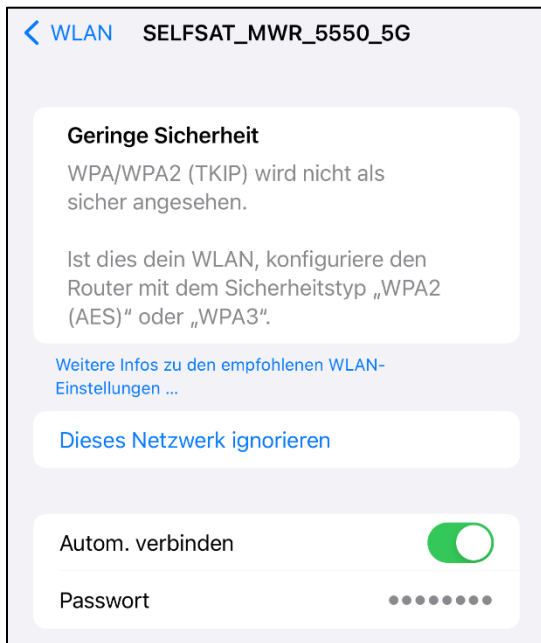 WLAN SELFSAT_MWR_5550_5G
Geringe Sicherheit
WPA/WPA2 (TKIP) wird nicht als
sicher angesehen.
Ist dies dein WLAN, konfiguriere den
Router mit dem Sicherheitstyp „WPA2
(AES)“ oder „WPA3“.
Weitere Infos zu den empfohlenen WLAN-
Einstellungen ...
Dieses Netzwerk ignorieren
Autom. verbinden
Passwort ●●●●●●●●